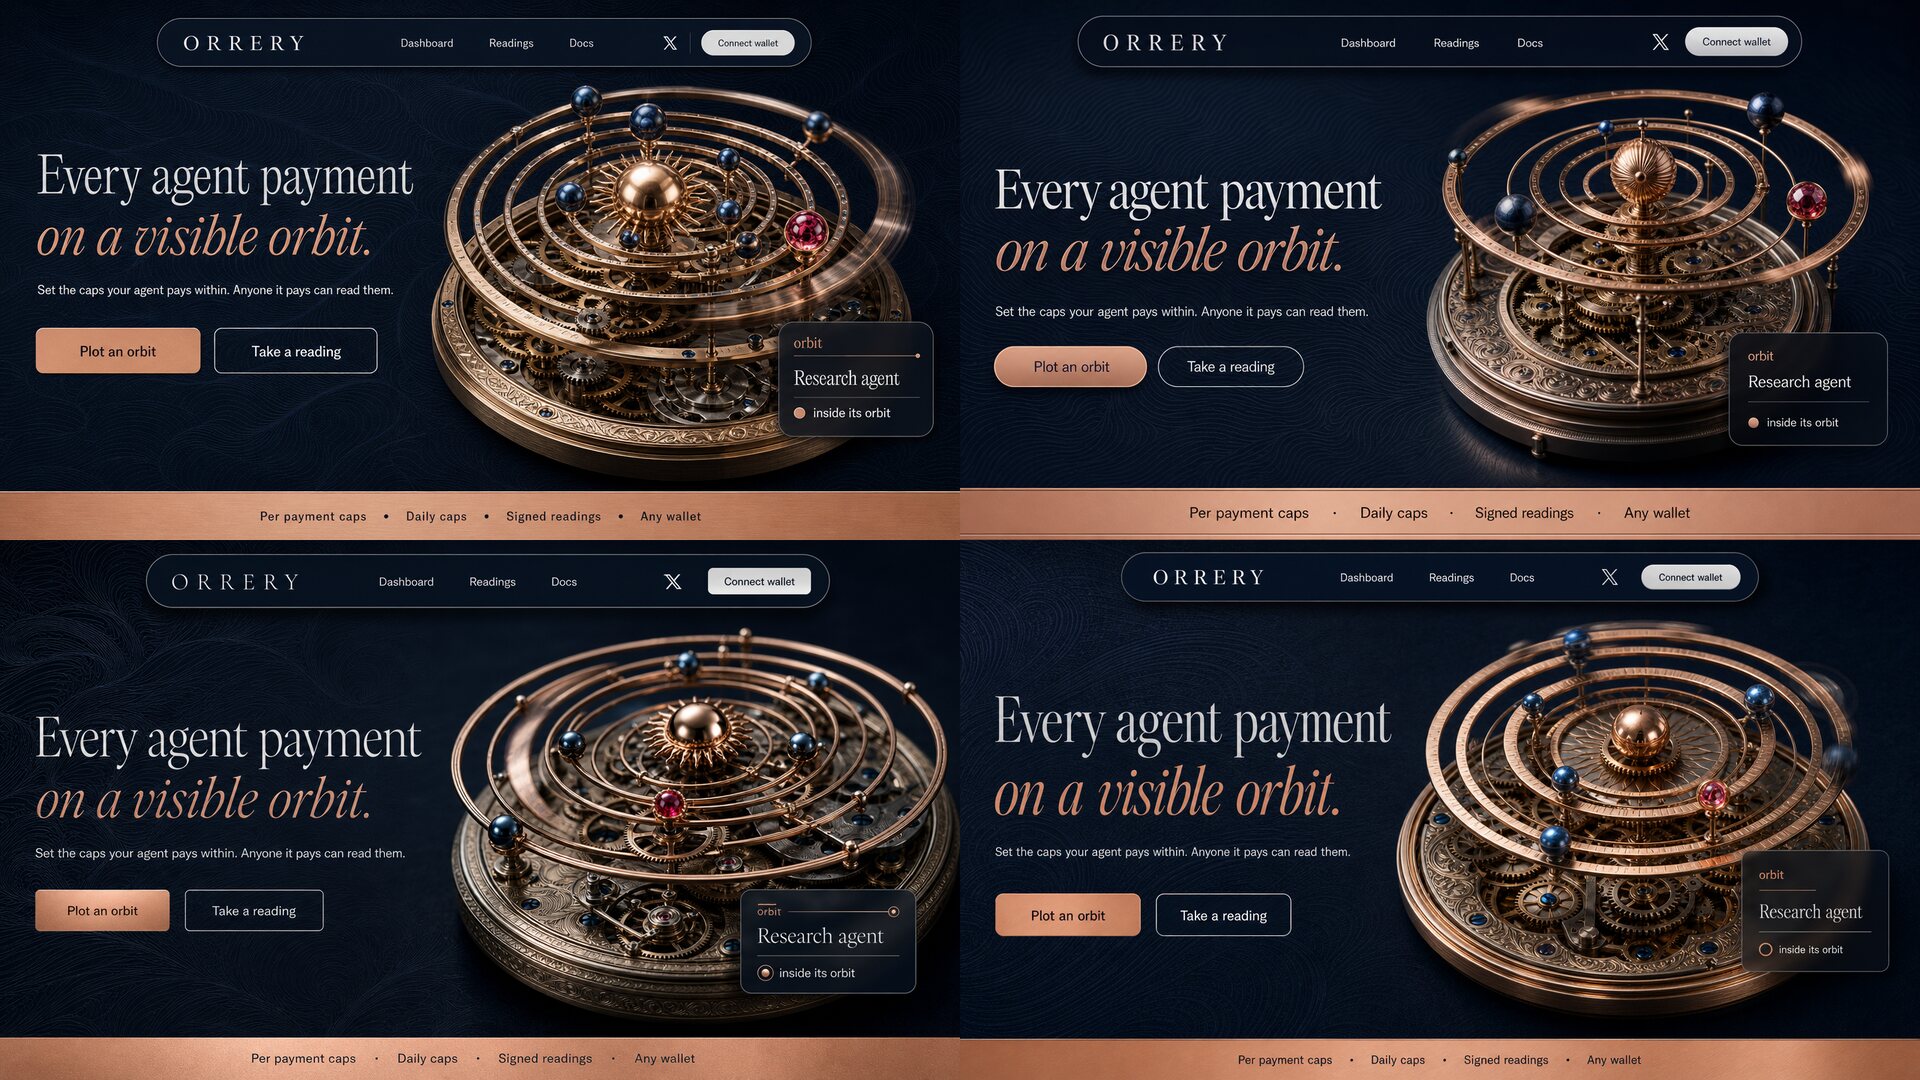 ORRERY
Dashboard Readings Docs X Connect wallet
Every agent payment
on a visible orbit.
Set the caps your agent pays within. Anyone it pays can read them.
Plot an orbit Take a reading
orbit
Research agent
inside its orbit
Per payment caps • Daily caps • Signed readings • Any wallet
ORRERY
Dashboard Readings Docs X Connect wallet
Every agent payment
on a visible orbit.
Set the caps your agent pays within. Anyone it pays can read them.
Plot an orbit Take a reading
orbit
Research agent
inside its orbit
Per payment caps · Daily caps · Signed readings · Any wallet
ORRERY
Dashboard Readings Docs X Connect wallet
Every agent payment
on a visible orbit.
Set the caps your agent pays within. Anyone it pays can read them.
Plot an orbit Take a reading
orbit
Research agent
inside its orbit
Per payment caps · Daily caps · Signed readings · Any wallet
ORRERY
Dashboard Readings Docs X Connect wallet
Every agent payment
on a visible orbit.
Set the caps your agent pays within. Anyone it pays can read them.
Plot an orbit Take a reading
orbit
Research agent
inside its orbit
Per payment caps • Daily caps • Signed readings • Any wallet